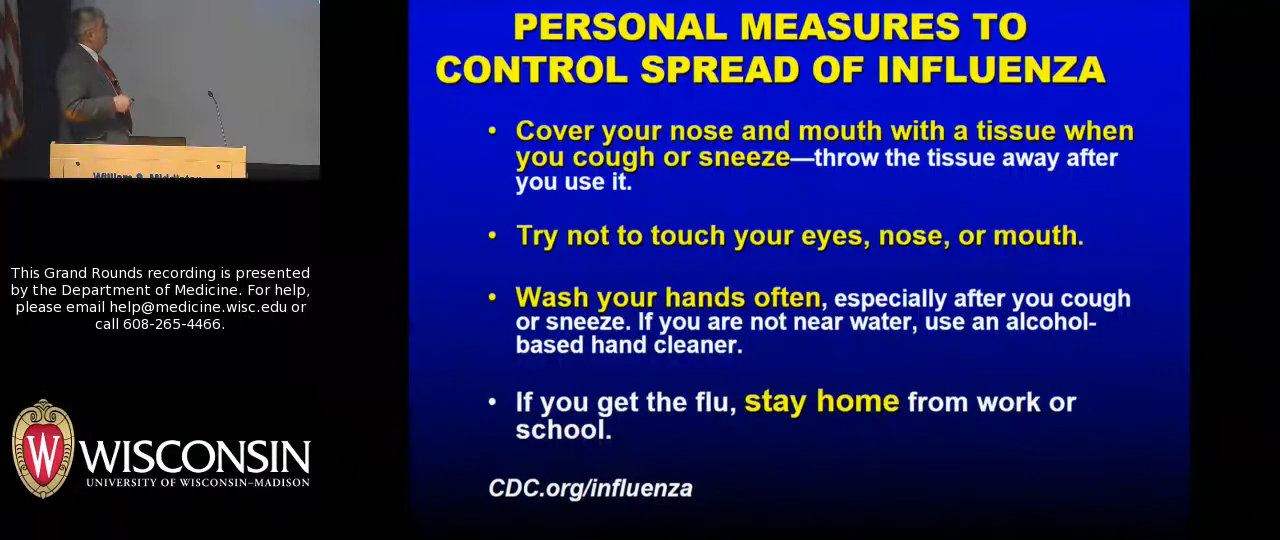 PERSONAL MEASURES TO
CONTROL SPREAD OF INFLUENZA
• Cover your nose and mouth with a tissue when
you cough or sneeze—throw the tissue away after
you use it.
• Try not to touch your eyes, nose, or mouth.
• Wash your hands often, especially after you cough
or sneeze. If you are not near water, use an alcohol-
based hand cleaner.
• If you get the flu, stay home from work or
school.
CDC.org/influenza
William S. Middleton
This Grand Rounds recording is presented
by the Department of Medicine. For help,
please email help@medicine.wisc.edu or
call 608-265-4466.
W
WISCONSIN
UNIVERSITY OF WISCONSIN–MADISON